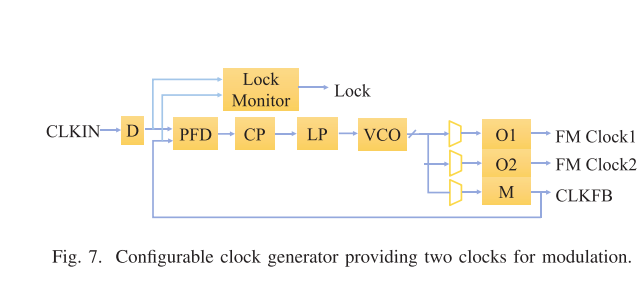 Lock
Monitor
Lock
CLKIN
D
PFD
CP
LP
VCO
O1
FM Clock1
O2
FM Clock2
M
CLKFB
Fig. 7. Configurable clock generator providing two clocks for modulation.